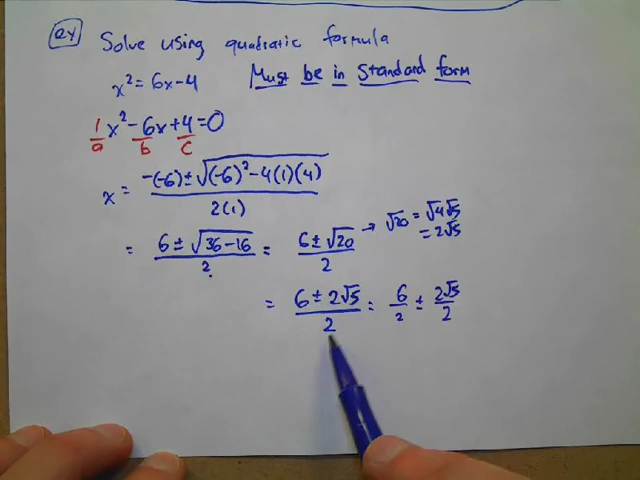 ex Solve using quadratic formula
x² = 6x-4 Must be in Standard form
1x² - 6x + 4 = 0
a b c
x = -(-6) ± √(-6)² - 4(1)(4) / 2(1)
= 6 ± √36-16 / 2 = 6 ± √20 / 2 → √20 = √4√5
= 2√5
= 6 ± 2√5 / 2 = 6/2 ± 2√5/2